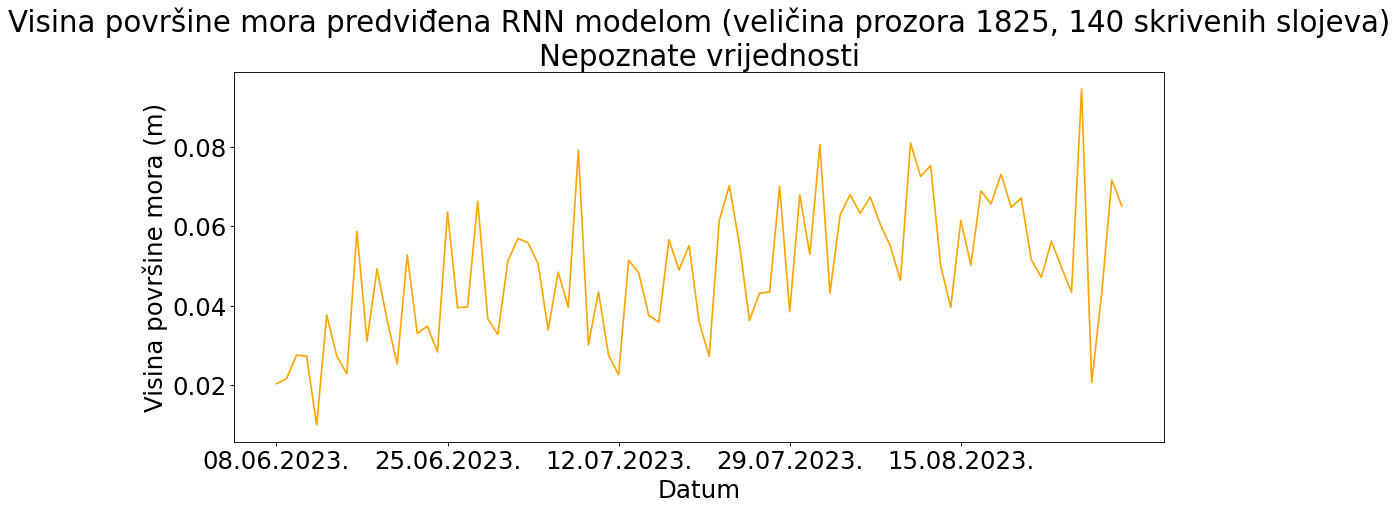 Visina površine mora predviđena RNN modelom (veličina prozora 1825, 140 skrivenih slojeva)
Nepoznate vrijednosti
Visina površine mora (m)
0.08
0.06
0.04
0.02
08.06.2023. 25.06.2023. 12.07.2023. 29.07.2023. 15.08.2023.
Datum